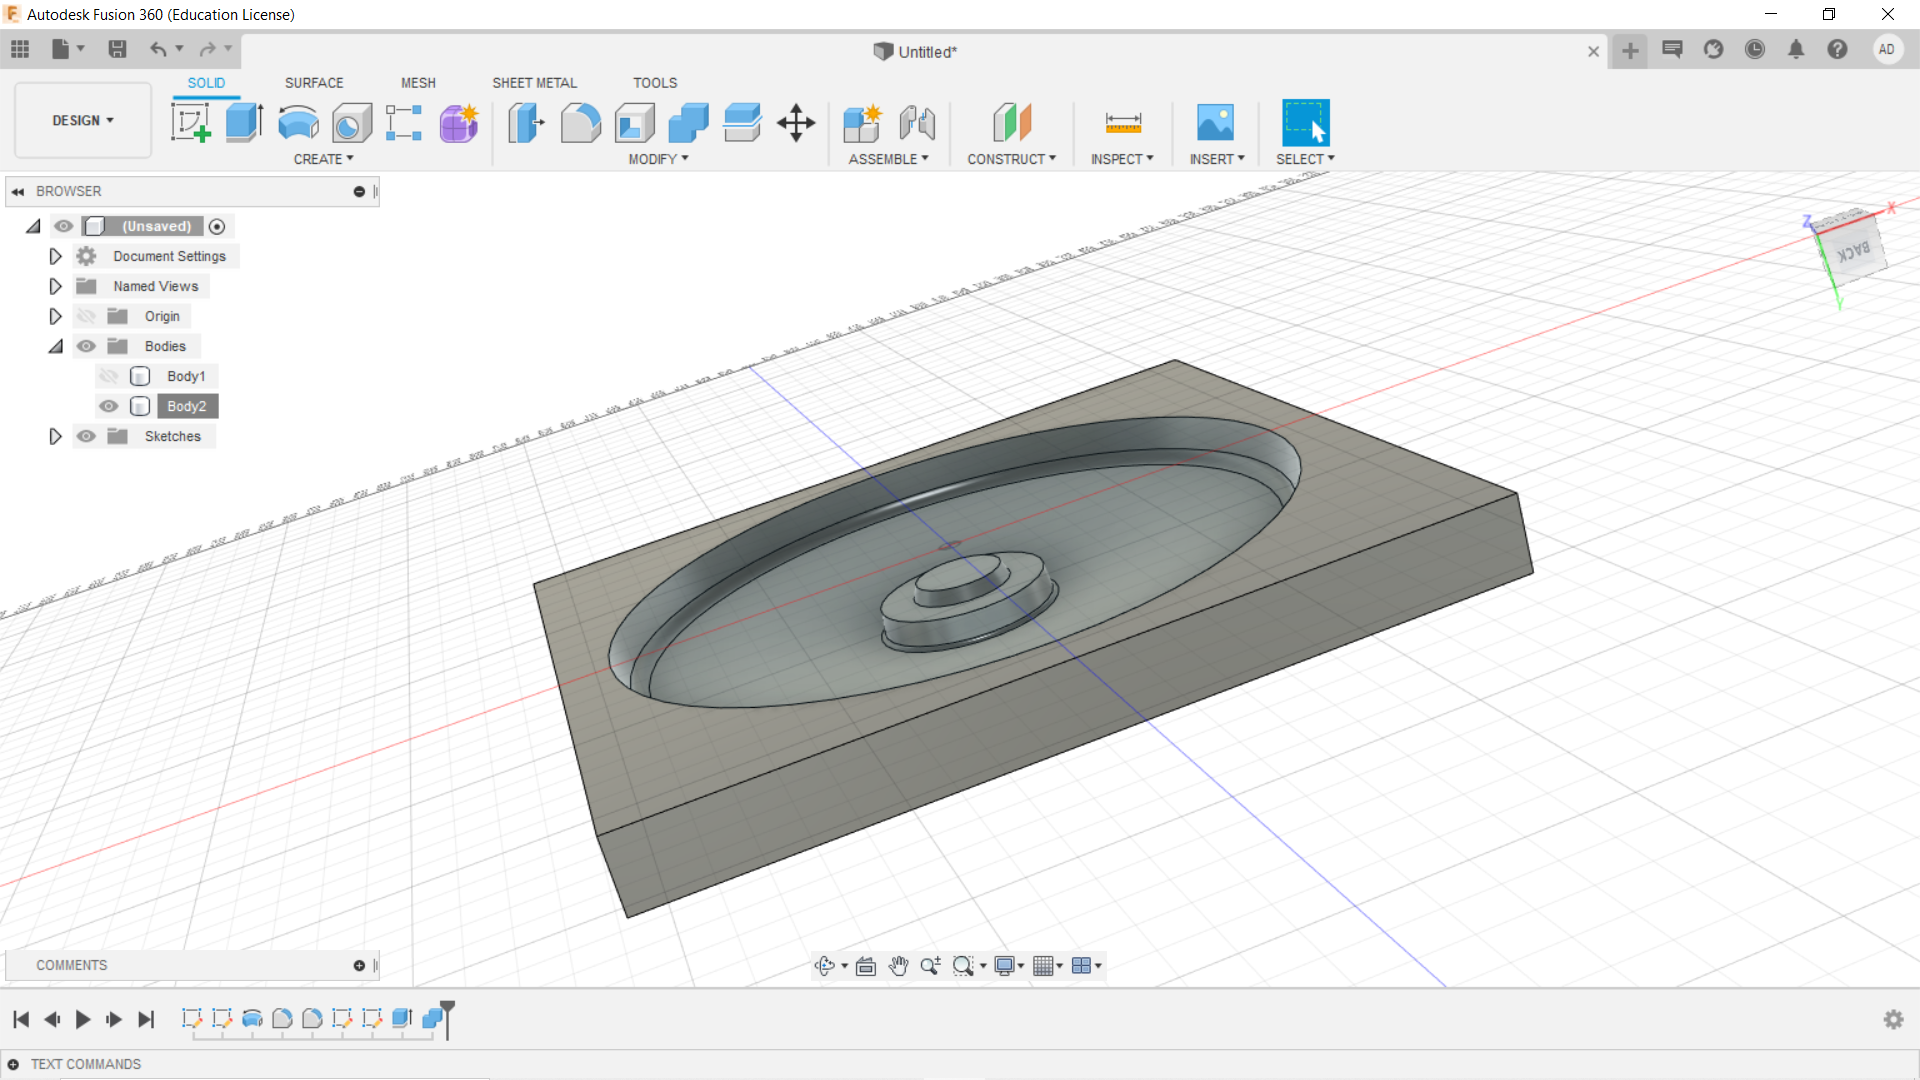 Autodesk Fusion 360 (Education License)
Untitled*
AD
DESIGN
SOLID SURFACE MESH SHEET METAL TOOLS
CREATE MODIFY ASSEMBLE CONSTRUCT INSPECT INSERT SELECT
BROWSER
(Unsaved)
Document Settings
Named Views
Origin
Bodies
Body1
Body2
Sketches
Z X
BACK
Y
COMMENTS
TEXT COMMANDS